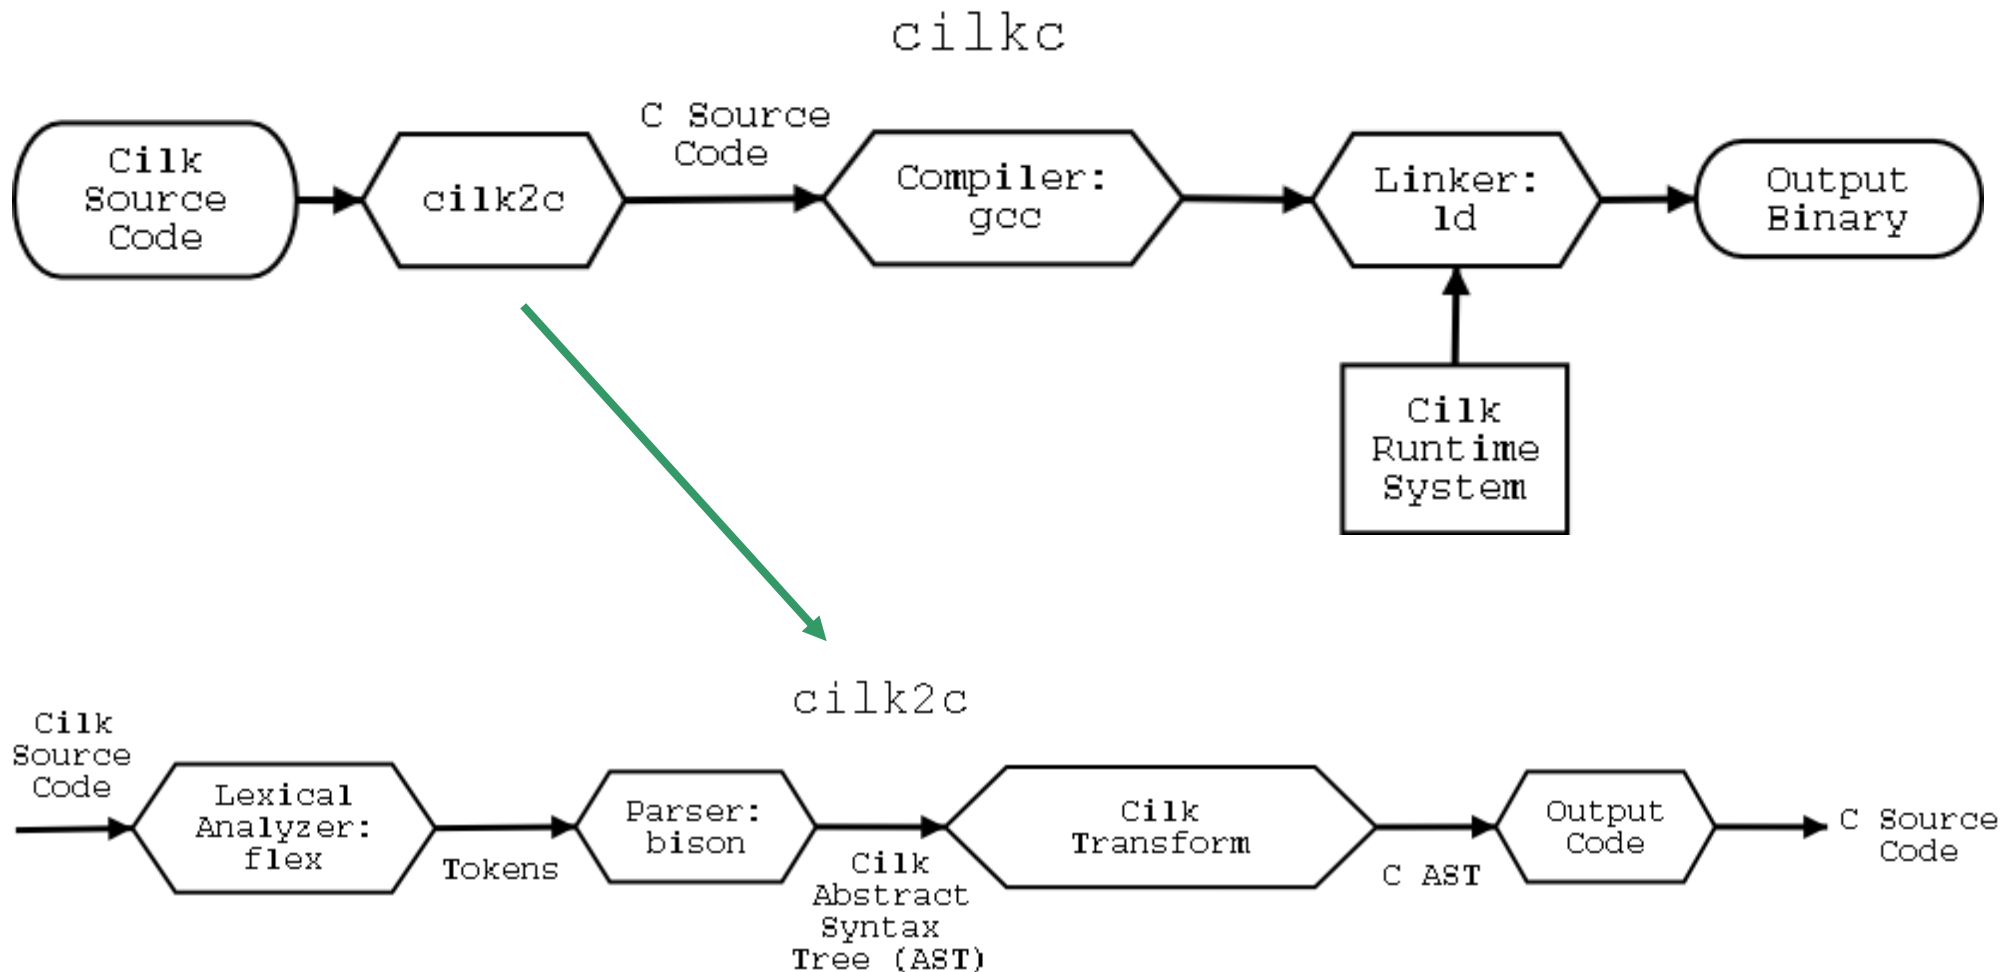 cilkc
Cilk
Source
Code
cilk2c
C Source
Code
Compiler:
gcc
Linker:
ld
Output
Binary
Cilk
Runtime
System
cilk2c
Cilk
Source
Code
Lexical
Analyzer:
flex
Tokens
Parser:
bison
Cilk
Abstract
Syntax
Tree (AST)
Cilk
Transform
C AST
Output
Code
C Source
Code